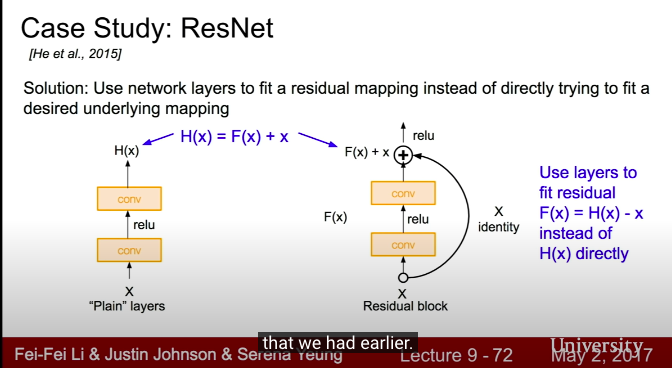 Case Study: ResNet
[He et al., 2015]
Solution: Use network layers to fit a residual mapping instead of directly trying to fit a
desired underlying mapping
H(x) = F(x) + x
H(x)
conv
relu
conv
X
“Plain” layers
relu
F(x) + x
+
conv
F(x)
relu
conv
X
identity
X
Residual block
Use layers to
fit residual
F(x) = H(x) - x
instead of
H(x) directly
that we had earlier.
Fei-Fei Li & Justin Johnson & Serena Yeung
Lecture 9 - 72
May 2, 2017
University